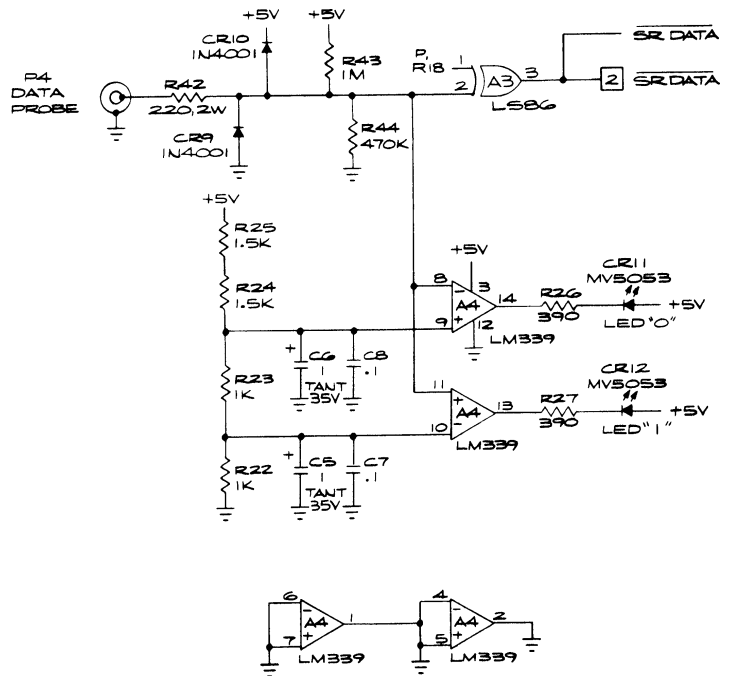 +5V
+5V
CR10
1N4001
R43
1M
P4
DATA
PROBE
R42
220, 2W
P,
R18
1
2
A3
3
LS86
SR DATA
2
SR DATA
CR9
1N4001
R44
470K
+5V
R25
1.5K
R24
1.5K
+5V
8
3
A4
14
9
12
LM339
R26
390
CR11
MV5053
+5V
LED "0"
+
C6
1
TANT
35V
C8
.1
R23
1K
11
A4
13
10
LM339
R27
390
CR12
MV5053
+5V
LED "1"
R22
1K
+
C5
1
TANT
35V
C7
.1
6
A4
1
7
LM339
4
A4
2
5
LM339